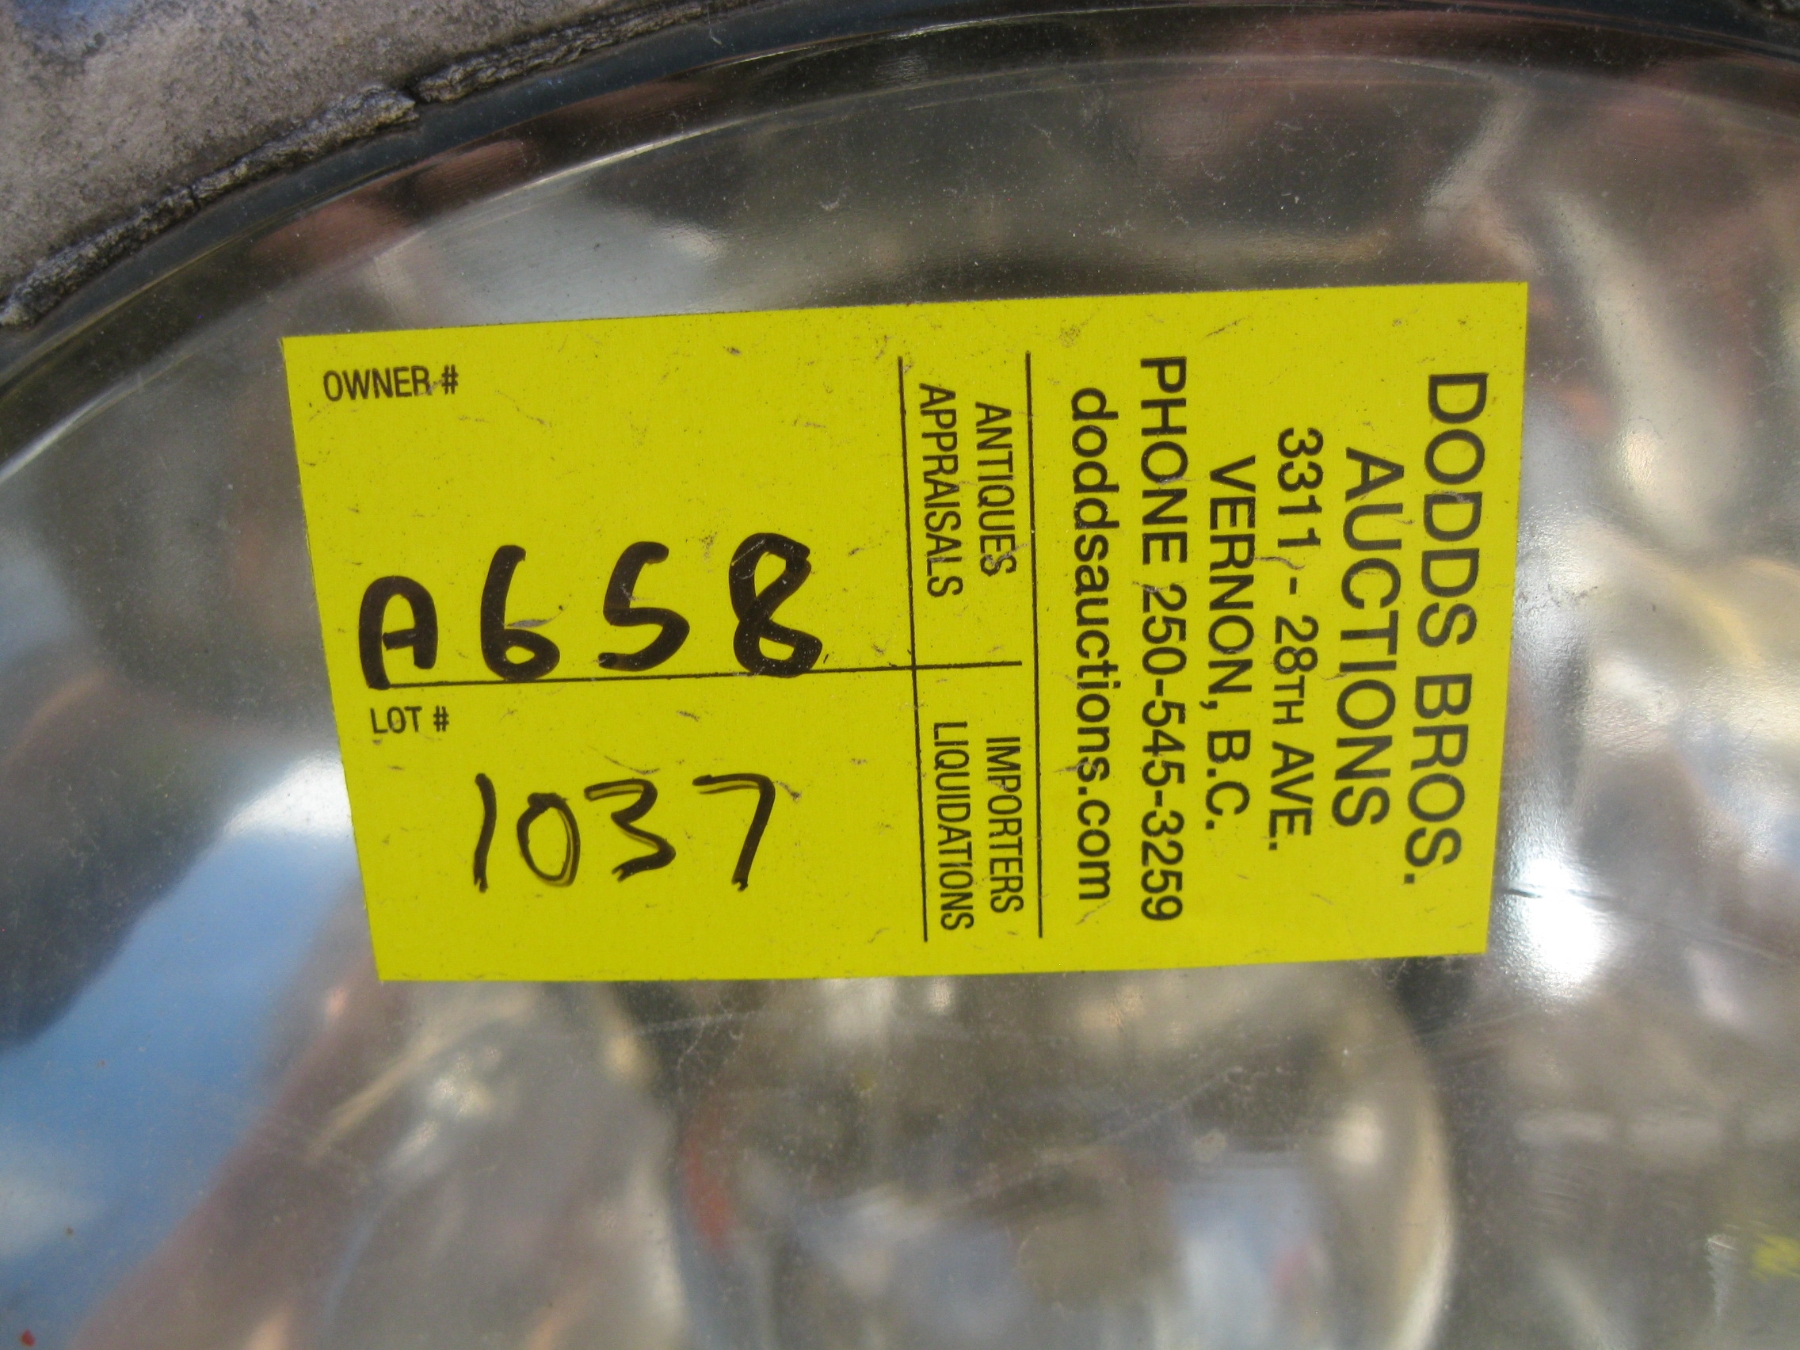 DODDS BROS.
AUCTIONS
3311 - 28TH AVE.
VERNON, B.C.
PHONE 250-545-3259
doddsauctions.com
ANTIQUES
APPRAISALS
IMPORTERS
LIQUIDATIONS
OWNER #
A658
LOT #
1037